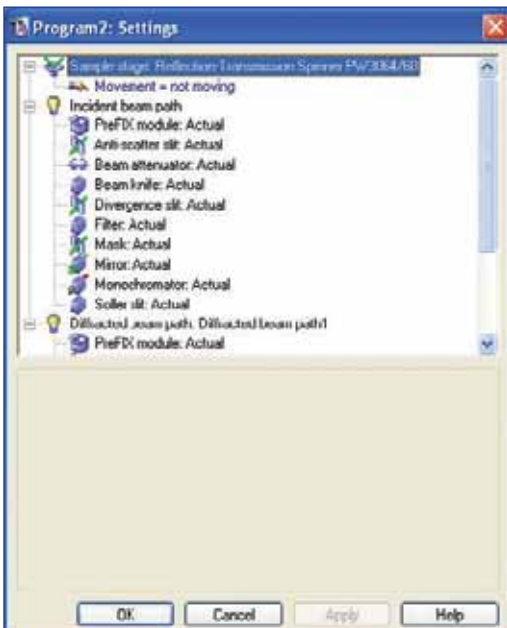 Program2: Settings
Sample stage: Reflection-Transmission Spinner PW3064/60
Movement = not moving
Incident beam path
PreFIX module: Actual
Anti-scatter slit: Actual
Beam attenuator: Actual
Beam knife: Actual
Divergence slit: Actual
Filter: Actual
Mask: Actual
Mirror: Actual
Monochromator: Actual
Soller slit: Actual
Diffracted beam path: Diffracted beam path1
PreFIX module: Actual
OK
Cancel
Apply
Help